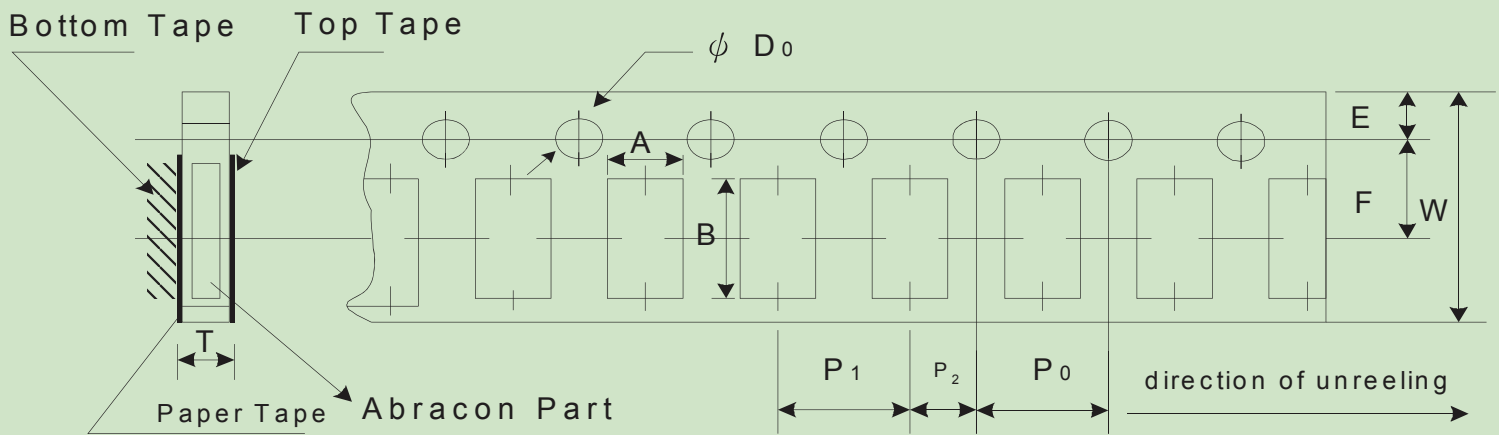 Bottom Tape
Top Tape
ϕ D0
E
A
F
W
B
T
P1
P2
P0
direction of unreeling
Paper Tape
Abracon Part